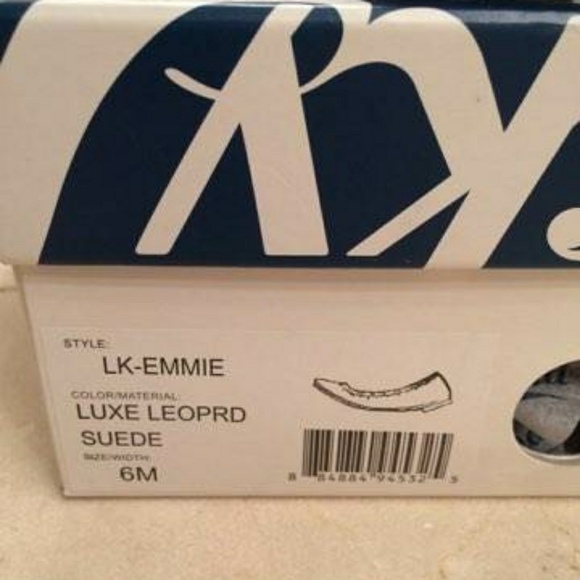 STYLE:
LK-EMMIE
COLOR/MATERIAL:
LUXE LEOPRD
SUEDE
SIZE/WIDTH:
6M
8 84884 94532 5